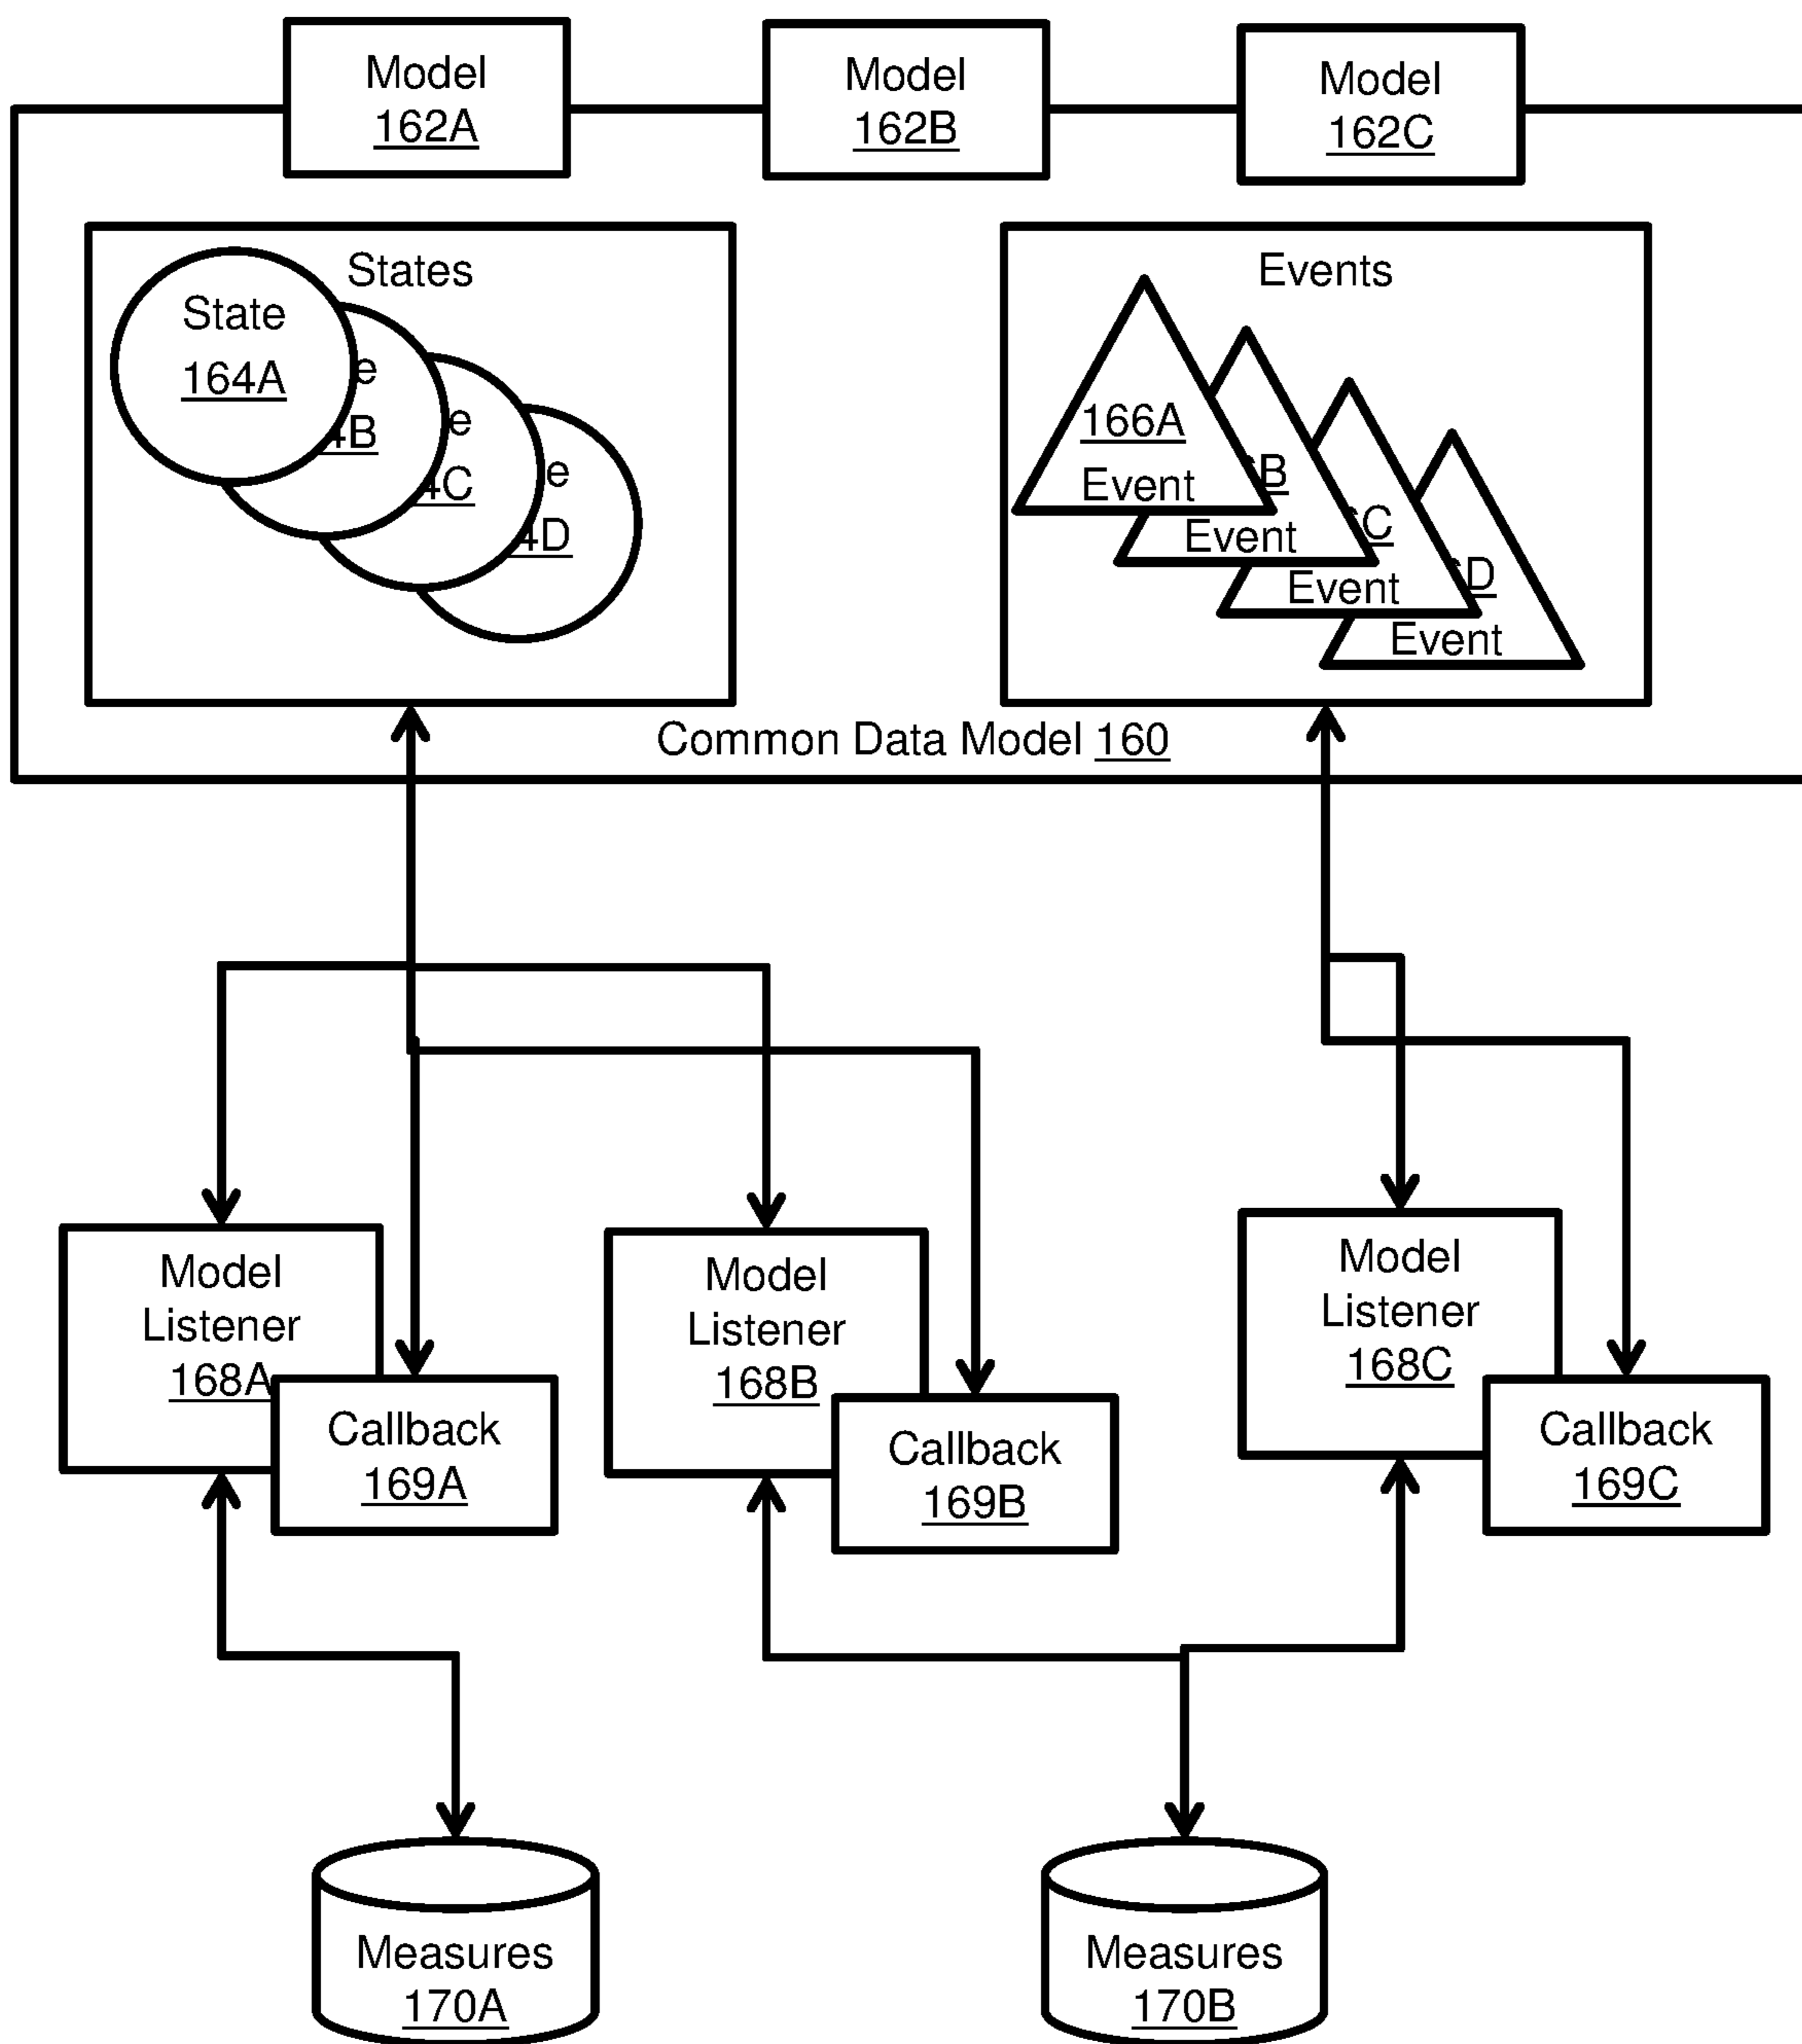 Model
162A
Model
162B
Model
162C
States
State
164A
e
4B
e
4C
e
4D
Events
166A
Event
B
Event
C
Event
D
Event
Common Data Model 160
Model
Listener
168A
Callback
169A
Model
Listener
168B
Callback
169B
Model
Listener
168C
Callback
169C
Measures
170A
Measures
170B